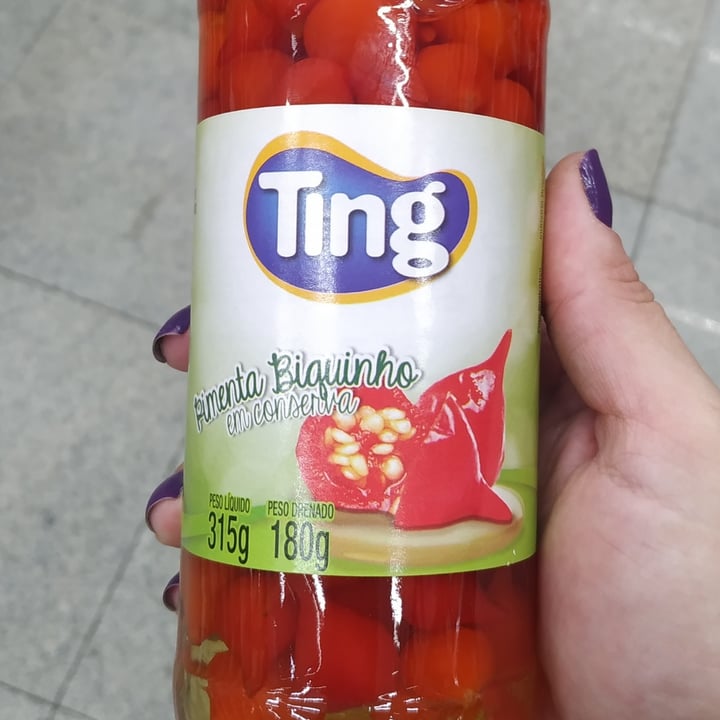 Ting
Pimenta Biquinho
em conserva
PESO LÍQUIDO
315g
PESO DRENADO
180g